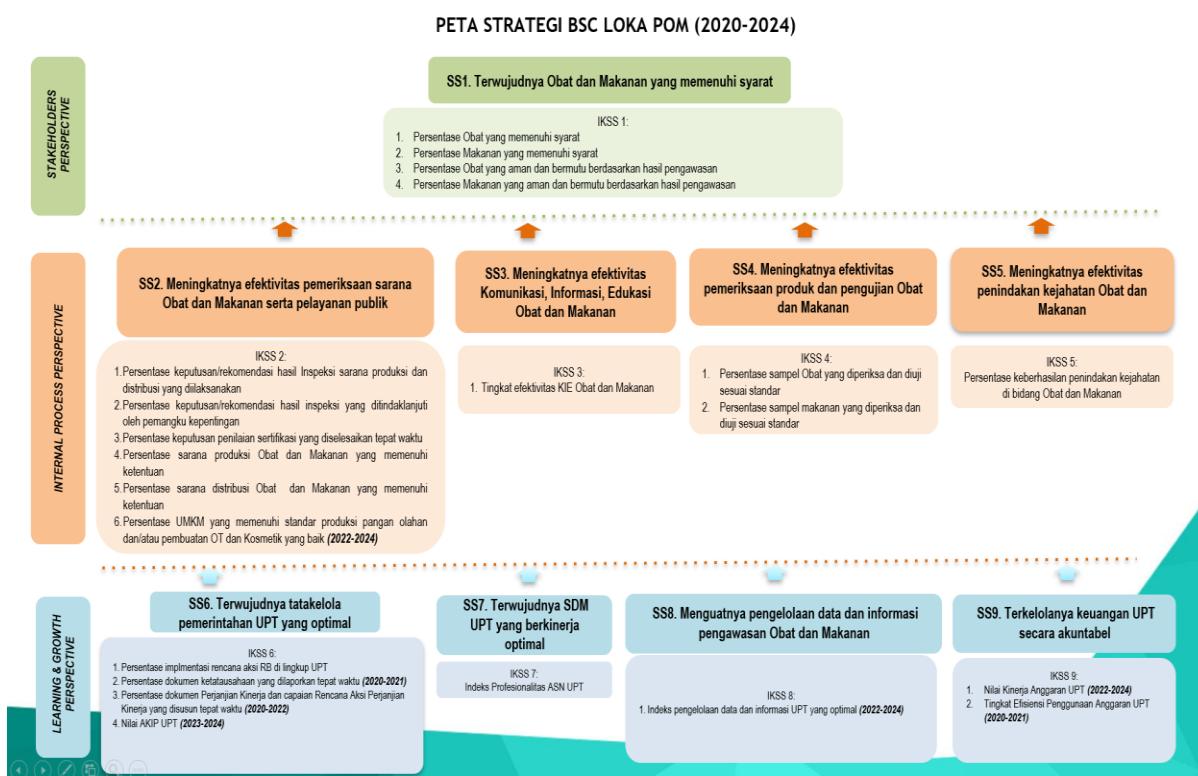 PETA STRATEGI BSC LOKA POM (2020-2024)
STAKEHOLDERS
PERSPECTIVE
SS1. Terwujudnya Obat dan Makanan yang memenuhi syarat
IKSS 1:
1. Persentase Obat yang memenuhi syarat
2. Persentase Makanan yang memenuhi syarat
3. Persentase Obat yang aman dan bermutu berdasarkan hasil pengawasan
4. Persentase Makanan yang aman dan bermutu berdasarkan hasil pengawasan
INTERNAL PROCESS PERSPECTIVE
SS2. Meningkatnya efektivitas pemeriksaan sarana
Obat dan Makanan serta pelayanan publik
IKSS 2:
1.Persentase keputusan/rekomendasi hasil Inspeksi sarana produksi dan
distribusi yang dilaksanakan
2.Persentase keputusan/rekomendasi hasil inspeksi yang ditindaklanjuti
oleh pemangku kepentingan
3.Persentase keputusan penilaian sertifikasi yang diselesaikan tepat waktu
4.Persentase sarana produksi Obat dan Makanan yang memenuhi
ketentuan
5.Persentase sarana distribusi Obat dan Makanan yang memenuhi
ketentuan
6.Persentase UMKM yang memenuhi standar produksi pangan olahan
dan/atau pembuatan OT dan Kosmetik yang baik (2022-2024)
SS3. Meningkatnya efektivitas
Komunikasi, Informasi, Edukasi
Obat dan Makanan
IKSS 3:
1. Tingkat efektivitas KIE Obat dan Makanan
SS4. Meningkatnya efektivitas
pemeriksaan produk dan pengujian Obat
dan Makanan
IKSS 4:
1. Persentase sampel Obat yang diperiksa dan diuji
sesuai standar
2. Persentase sampel makanan yang diperiksa dan
diuji sesuai standar
SS5. Meningkatnya efektivitas
penindakan kejahatan Obat dan
Makanan
IKSS 5:
Persentase keberhasilan penindakan kejahatan
di bidang Obat dan Makanan
LEARNING & GROWTH
PERSPECTIVE
SS6. Terwujudnya tatakelola
pemerintahan UPT yang optimal
IKSS 6:
1. Persentase implmentasi rencana aksi RB di lingkup UPT
2. Persentase dokumen ketatausahaan yang dilaporkan tepat waktu (2020-2021)
3. Persentase dokumen Perjanjian Kinerja dan capaian Rencana Aksi Perjanjian
Kinerja yang disusun tepat waktu (2020-2022)
4. Nilai AKIP UPT (2023-2024)
SS7. Terwujudnya SDM
UPT yang berkinerja
optimal
IKSS 7:
Indeks Profesionalitas ASN UPT
SS8. Menguatnya pengelolaan data dan informasi
pengawasan Obat dan Makanan
IKSS 8:
1. Indeks pengelolaan data dan informasi UPT yang optimal (2022-2024)
SS9. Terkelolanya keuangan UPT
secara akuntabel
IKSS 9:
1. Nilai Kinerja Anggaran UPT (2022-2024)
2. Tingkat Efisiensi Penggunaan Anggaran UPT
(2020-2021)